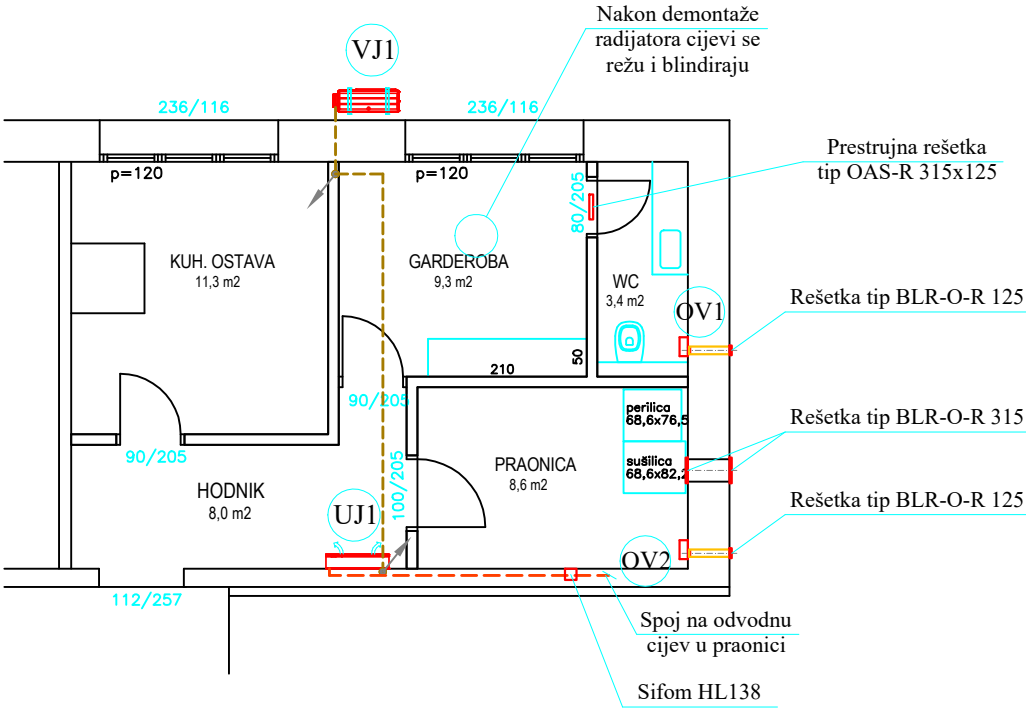 Nakon demontaže
radijatora cijevi se
režu i blindiraju
VJ1
236/116
236/116
Prestrujna rešetka
tip OAS-R 315x125
p=120
p=120
80/205
KUH. OSTAVA
11,3 m2
GARDEROBA
9,3 m2
WC
3,4 m2
OV1
Rešetka tip BLR-O-R 125
210
50
90/205
perilica
68,6x76,5
Rešetka tip BLR-O-R 315
90/205
sušilica
68,6x82,2
PRAONICA
8,6 m2
100/205
HODNIK
8,0 m2
UJ1
Rešetka tip BLR-O-R 125
OV2
112/257
Spoj na odvodnu
cijev u praonici
Sifom HL138